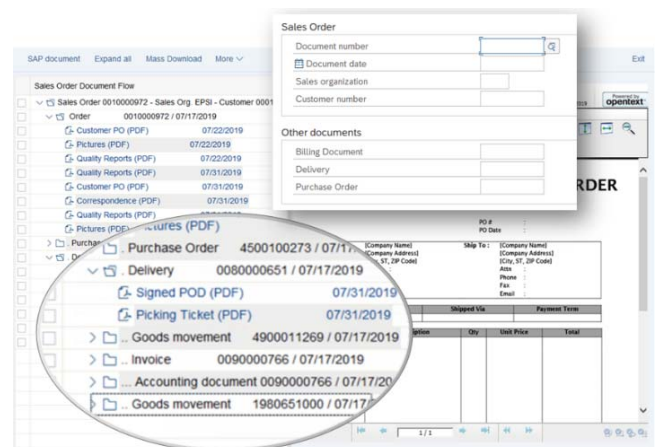 SAP document Expand all Mass Download More Exit
Sales Order Document Flow
Sales Order 0010000972 - Sales Org. EPSI - Customer 0001
Order 0010000972 / 07/17/2019
Customer PO (PDF) 07/22/2019
Pictures (PDF) 07/22/2019
Quality Reports (PDF) 07/22/2019
Quality Reports (PDF) 07/31/2019
Customer PO (PDF) 07/31/2019
Correspondence (PDF) 07/31/2019
Quality Reports (PDF) 07/31/2019
Pictures (PDF)
Sales Order
Document number
Document date
Sales organization
Customer number
Other documents
Billing Document
Delivery
Purchase Order
Powered by
opentext
RDER
PO # :
PO Date :
[Company Name]
[Company Address]
ST, ZIP Code]
Ship To : [Company Name]
[Company Address]
[City, ST, ZIP Code]
Attn :
Phone :
Fax :
Email :
Shipped Via Payment Term
Qty Unit Price Total
1 / 1
(PDF)
. Purchase Order 4500100273 / 07/17
. Delivery 0080000651 / 07/17/2019
Signed POD (PDF) 07/31/2019
Picking Ticket (PDF) 07/31/2019
.. Goods movement 4900011269 / 07/17/2019
.. Invoice 0090000766 / 07/17/2019
... Accounting document 0090000766 / 07/17/20
.. Goods movement 1980651000 / 07/17